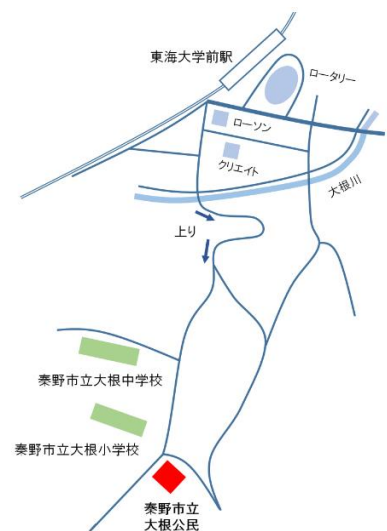 東海大学前駅
ロータリー
ローソン
クリエイト
大根川
上り
秦野市立大根中学校
秦野市立大根小学校
秦野市立
大根公民